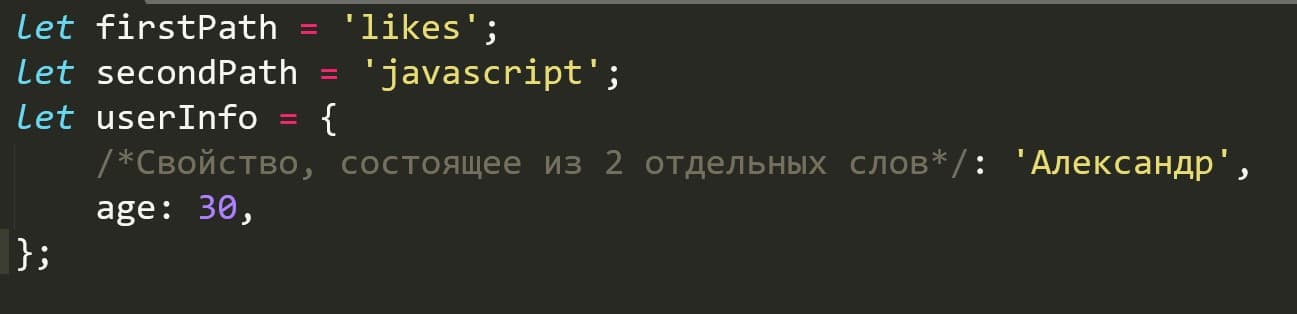 let firstPath = 'likes';
let secondPath = 'javascript';
let userInfo = {
/*Свойство, состоящее из 2 отдельных слов*/: 'Александр',
age: 30,
};